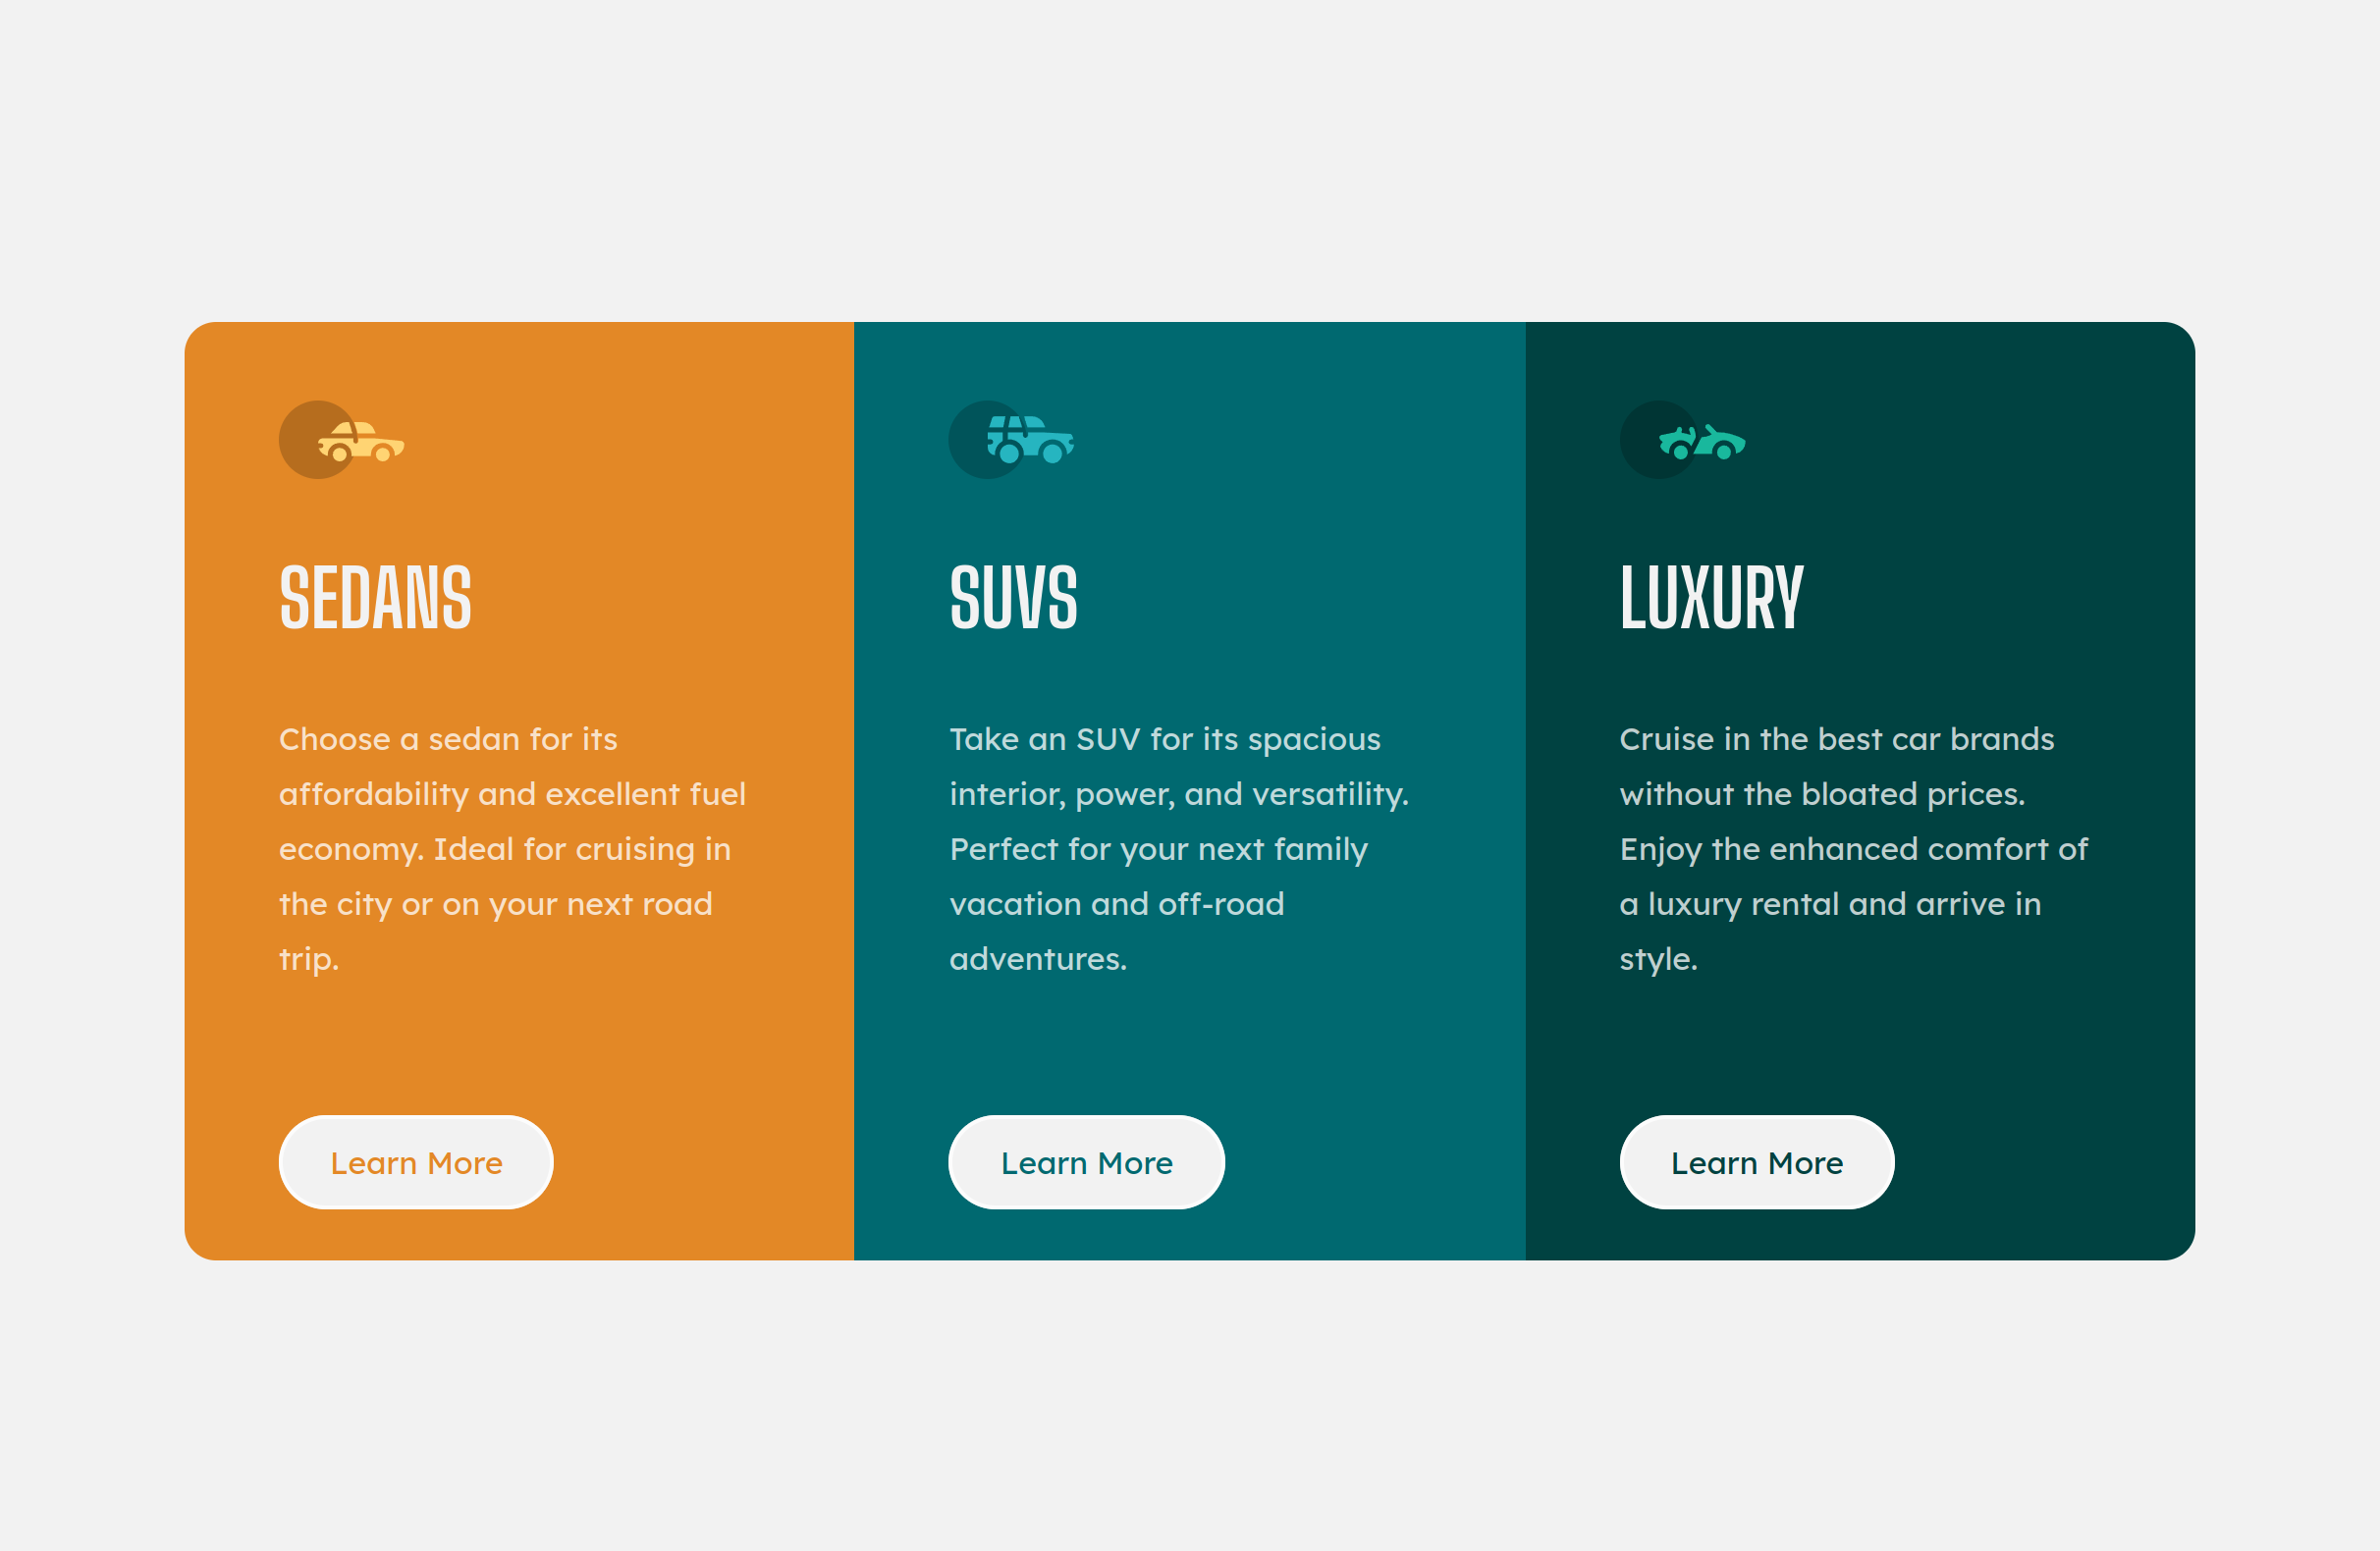 SEDANS
Choose a sedan for its
affordability and excellent fuel
economy. Ideal for cruising in
the city or on your next road
trip.
Learn More
SUVS
Take an SUV for its spacious
interior, power, and versatility.
Perfect for your next family
vacation and off-road
adventures.
Learn More
LUXURY
Cruise in the best car brands
without the bloated prices.
Enjoy the enhanced comfort of
a luxury rental and arrive in
style.
Learn More